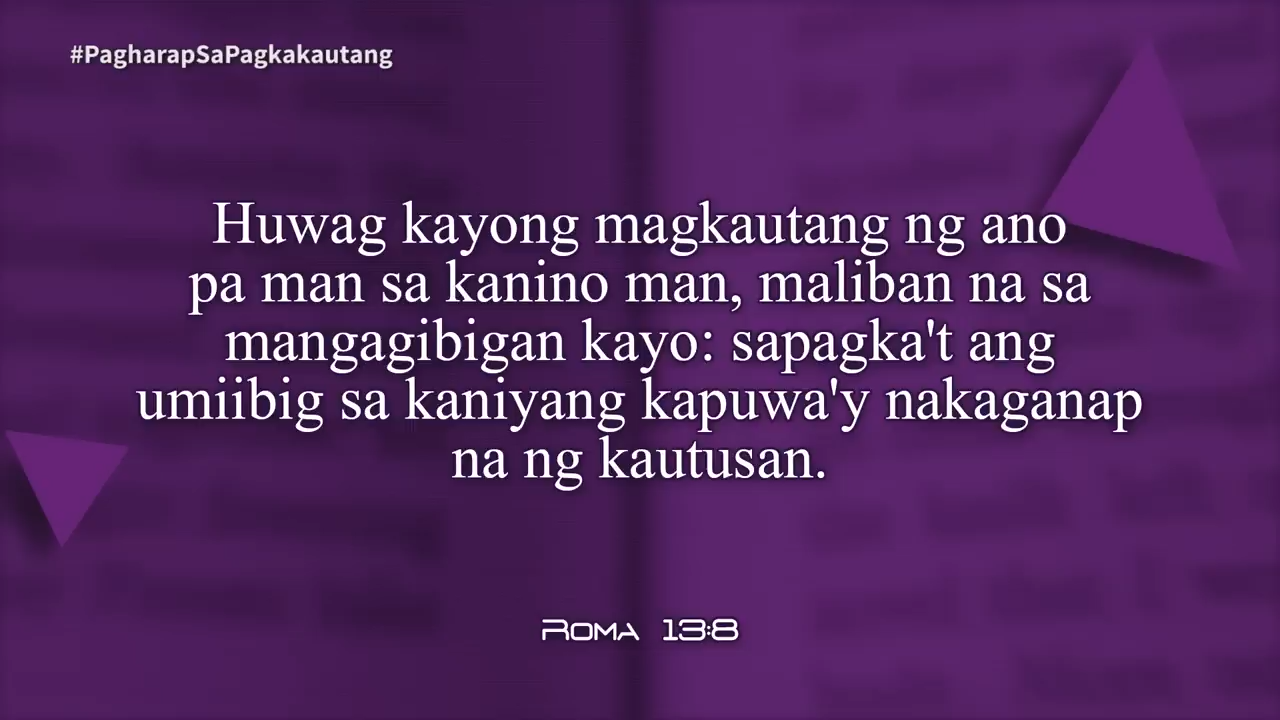 #PagharapSaPagkakautang
Huwag kayong magkautang ng ano
pa man sa kanino man, maliban na sa
mangagibigan kayo: sapagka't ang
umiibig sa kaniyang kapuwa'y nakaganap
na ng kautusan.
Roma 13:8